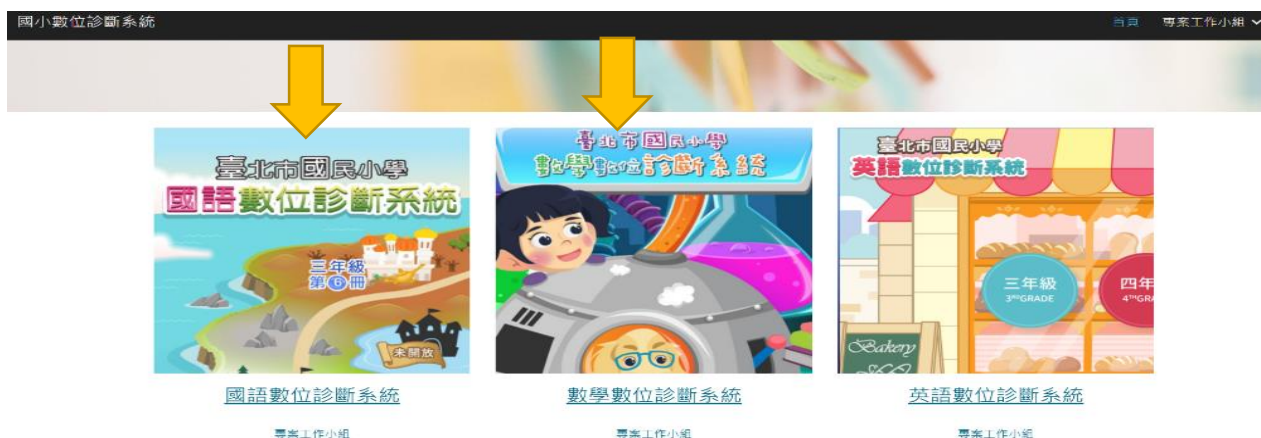 國小數位診斷系統
首頁 專案工作小組
臺北市國民小學
國語數位診斷系統
三年級
第6冊
未開放
臺北市國民小學
數學數位診斷系統
臺北市國民小學
英語數位診斷系統
三年級
3RD GRADE
四年
4TH GRA
Bakery
國語數位診斷系統
數學數位診斷系統
英語數位診斷系統
專案工作小組
專案工作小組
專案工作小組